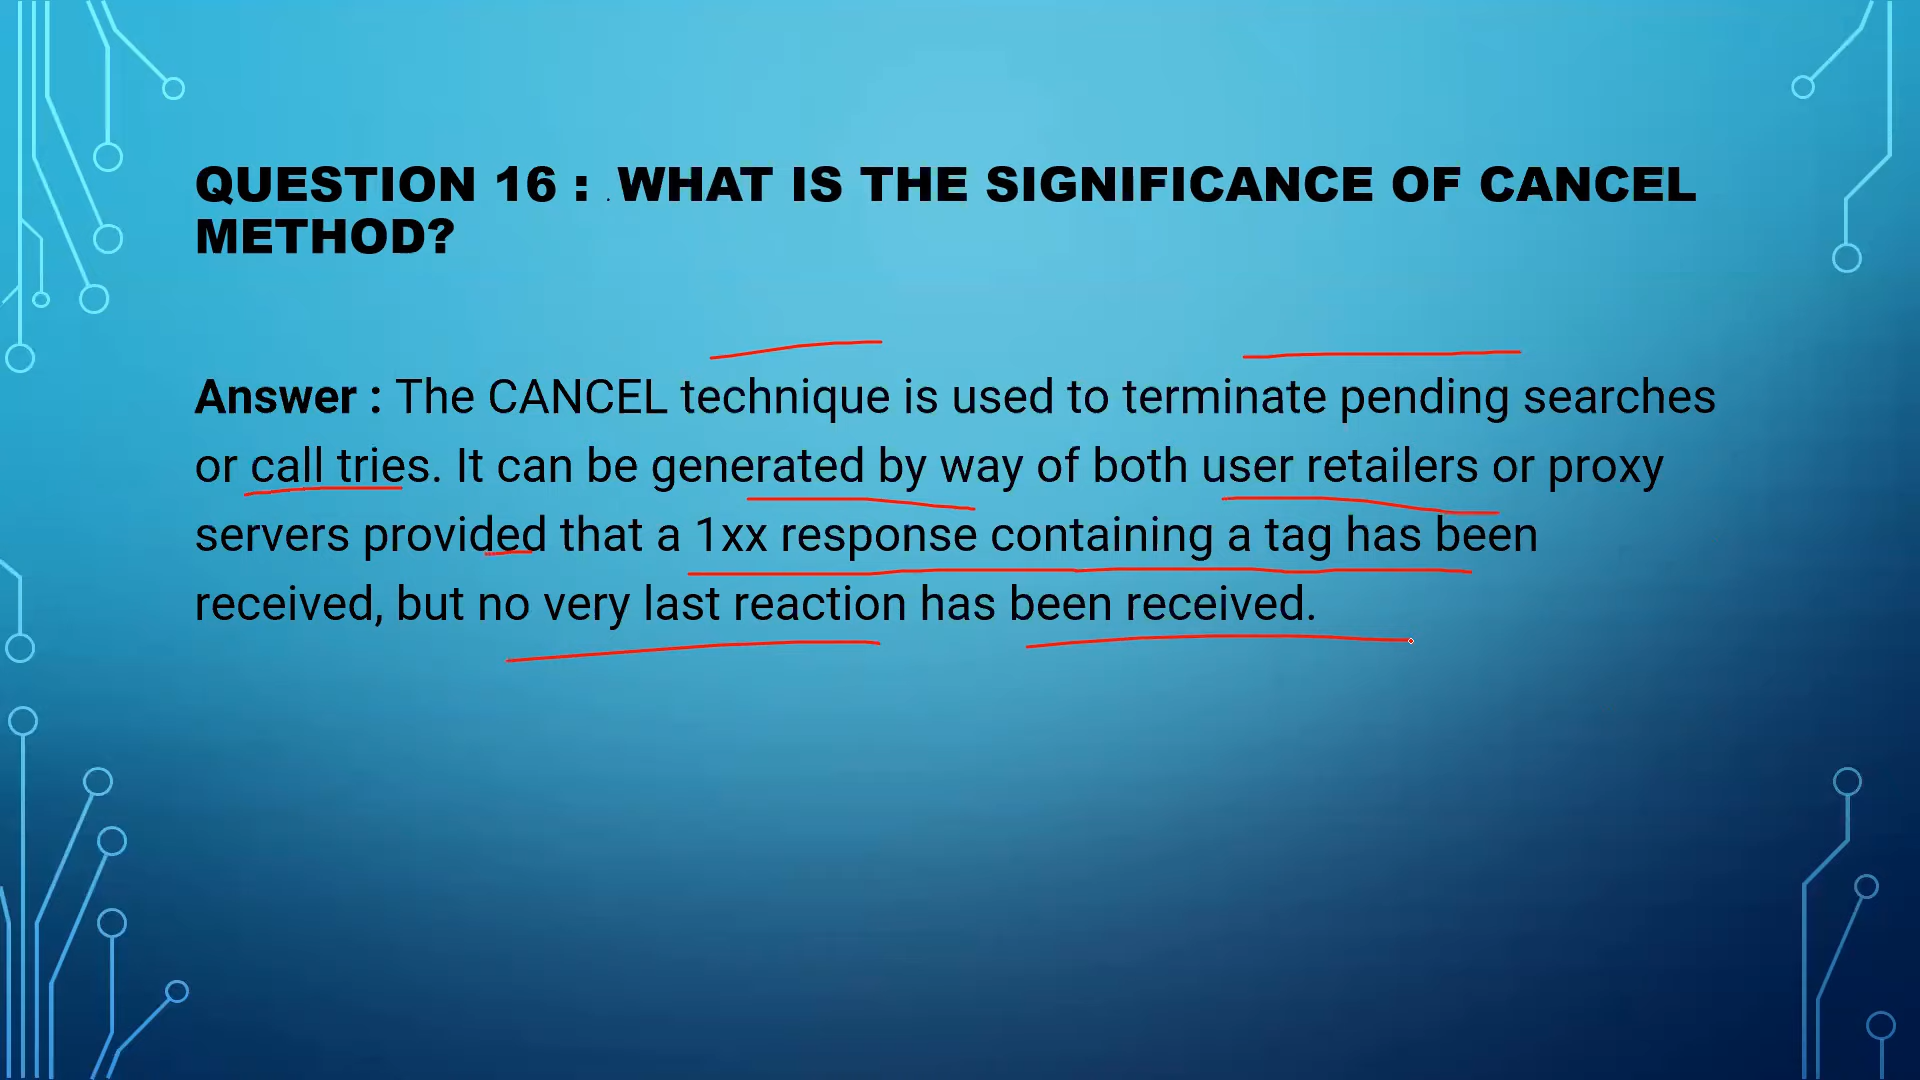 QUESTION 16 : . WHAT IS THE SIGNIFICANCE OF CANCEL
METHOD?
Answer : The CANCEL technique is used to terminate pending searches
or call tries. It can be generated by way of both user retailers or proxy
servers provided that a 1xx response containing a tag has been
received, but no very last reaction has been received.